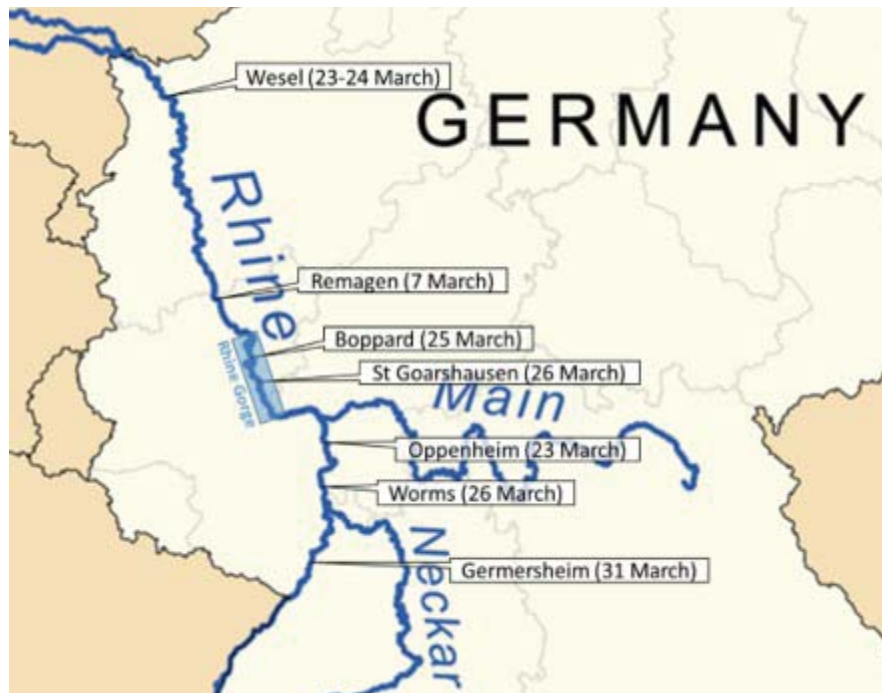 Wesel (23-24 March)
GERMANY
Rhine
Remagen (7 March)
Boppard (25 March)
St Goarshausen (26 March)
Rhine Gorge
Main
Oppenheim (23 March)
Worms (26 March)
Neckar
Germersheim (31 March)